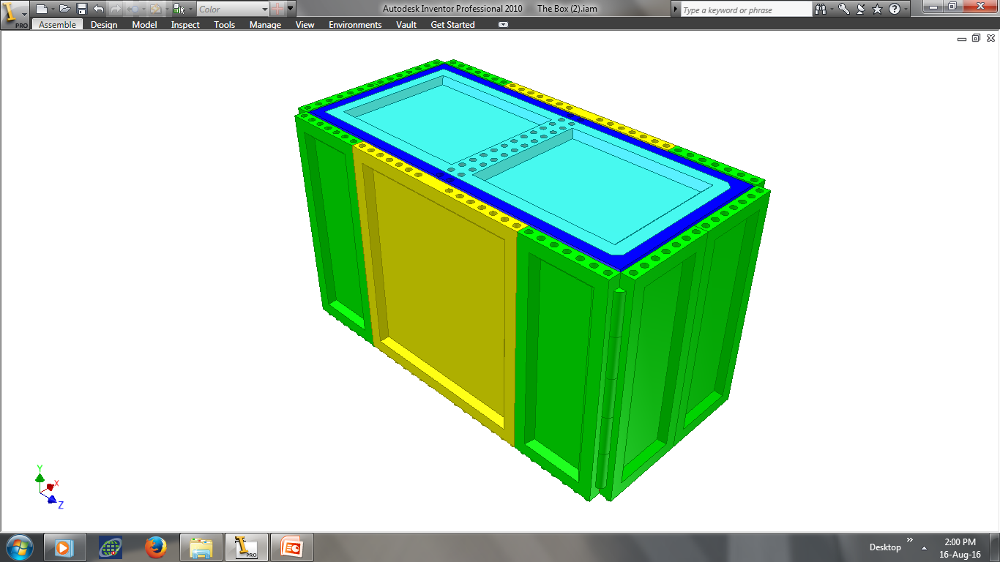 Color
Autodesk Inventor Professional 2010 The Box (2).iam
Type a keyword or phrase
PRO
Assemble Design Model Inspect Tools Manage View Environments Vault Get Started
Y
X
Z
PRO
Desktop
2:00 PM
16-Aug-16